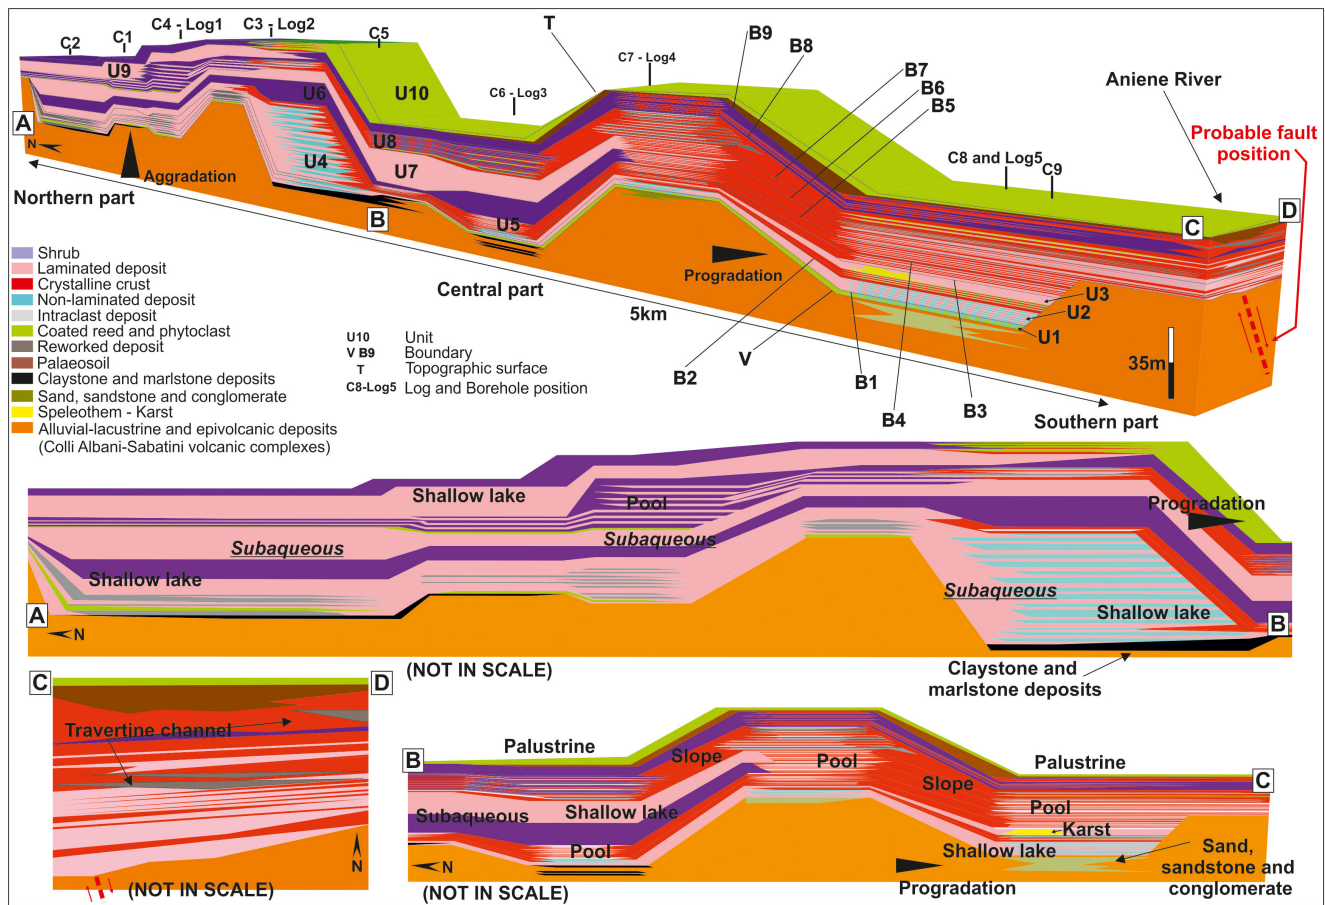 C2
C1
C4 - Log1
C3 - Log2
C5
T
C7 - Log4
B9
B8
B7
B6
B5
C6 - Log3
Aniene River
Probable fault
position
U9
U6
U10
A
N
U8
U4
U7
Aggradation
Northern part
B
U5
C8 and Log5
C9
C
D
Progradation
Central part
5km
U3
U2
U1
35m
B2
V
B1
B4
B3
Southern part
Shrub
Laminated deposit
Crystalline crust
Non-laminated deposit
Intraclast deposit
Coated reed and phytoclast
Reworked deposit
Palaeosoil
Claystone and marlstone deposits
Sand, sandstone and conglomerate
Speleothem - Karst
Alluvial-lacustrine and epivolcanic deposits
(Colli Albani-Sabatini volcanic complexes)
U10 Unit
V B9 Boundary
T Topographic surface
C8-Log5 Log and Borehole position
Shallow lake
Pool
Progradation
Subaqueous
Subaqueous
Shallow lake
Subaqueous
Shallow lake
A
N
B
(NOT IN SCALE)
Claystone and
marlstone deposits
C
D
Travertine channel
N
(NOT IN SCALE)
B
Palustrine
Slope
Pool
Slope
Palustrine
C
Subaqueous
Shallow lake
Pool
Pool
Karst
Shallow lake
N
(NOT IN SCALE)
Progradation
Sand,
sandstone and
conglomerate